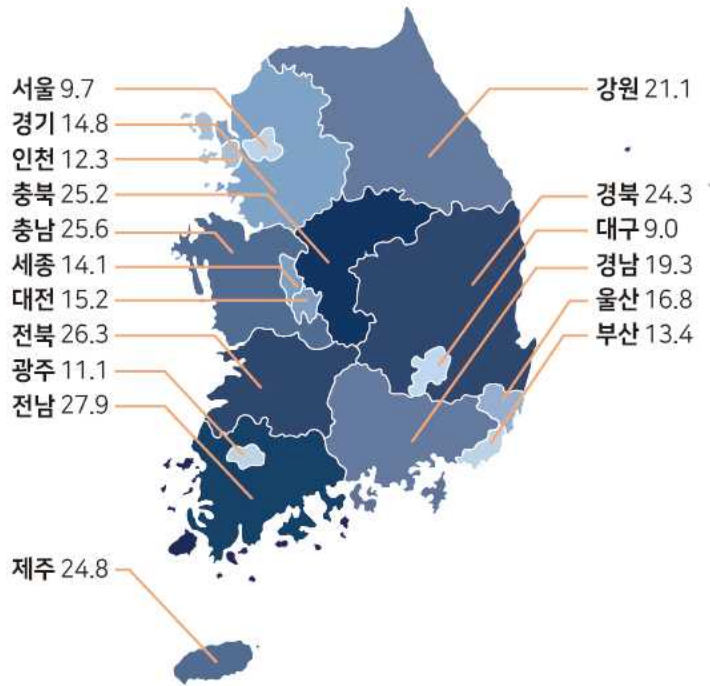 서울 9.7
경기 14.8
인천 12.3
충북 25.2
충남 25.6
세종 14.1
대전 15.2
전북 26.3
광주 11.1
전남 27.9
제주 24.8
강원 21.1
경북 24.3
대구 9.0
경남 19.3
울산 16.8
부산 13.4